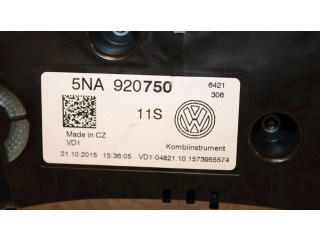 5NA 920750
6421
306
11S
Made in CZ
VD1
Kombiinstrument
21.10.2015 15:36:05 VD1-04821.10.1573955574